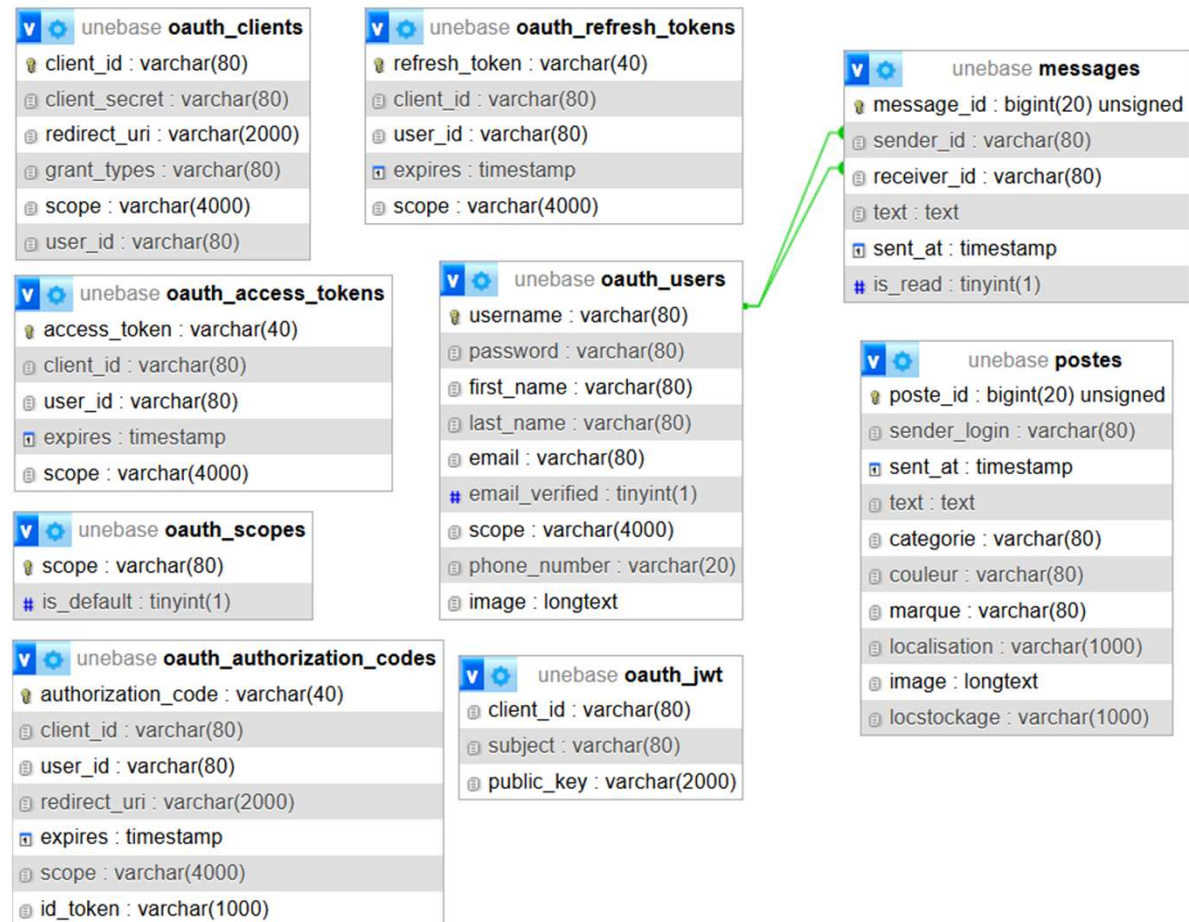 unebase oauth_clients
client_id : varchar(80)
client_secret : varchar(80)
redirect_uri : varchar(2000)
grant_types : varchar(80)
scope : varchar(4000)
user_id : varchar(80)
unebase oauth_refresh_tokens
refresh_token : varchar(40)
client_id : varchar(80)
user_id : varchar(80)
expires : timestamp
scope : varchar(4000)
unebase messages
message_id : bigint(20) unsigned
sender_id : varchar(80)
receiver_id : varchar(80)
text : text
sent_at : timestamp
is_read : tinyint(1)
unebase oauth_access_tokens
access_token : varchar(40)
client_id : varchar(80)
user_id : varchar(80)
expires : timestamp
scope : varchar(4000)
unebase oauth_users
username : varchar(80)
password : varchar(80)
first_name : varchar(80)
last_name : varchar(80)
email : varchar(80)
email_verified : tinyint(1)
scope : varchar(4000)
phone_number : varchar(20)
image : longtext
unebase postes
poste_id : bigint(20) unsigned
sender_login : varchar(80)
sent_at : timestamp
text : text
categorie : varchar(80)
couleur : varchar(80)
marque : varchar(80)
localisation : varchar(1000)
image : longtext
locstockage : varchar(1000)
unebase oauth_scopes
scope : varchar(80)
is_default : tinyint(1)
unebase oauth_authorization_codes
authorization_code : varchar(40)
client_id : varchar(80)
user_id : varchar(80)
redirect_uri : varchar(2000)
expires : timestamp
scope : varchar(4000)
id_token : varchar(1000)
unebase oauth_jwt
client_id : varchar(80)
subject : varchar(80)
public_key : varchar(2000)